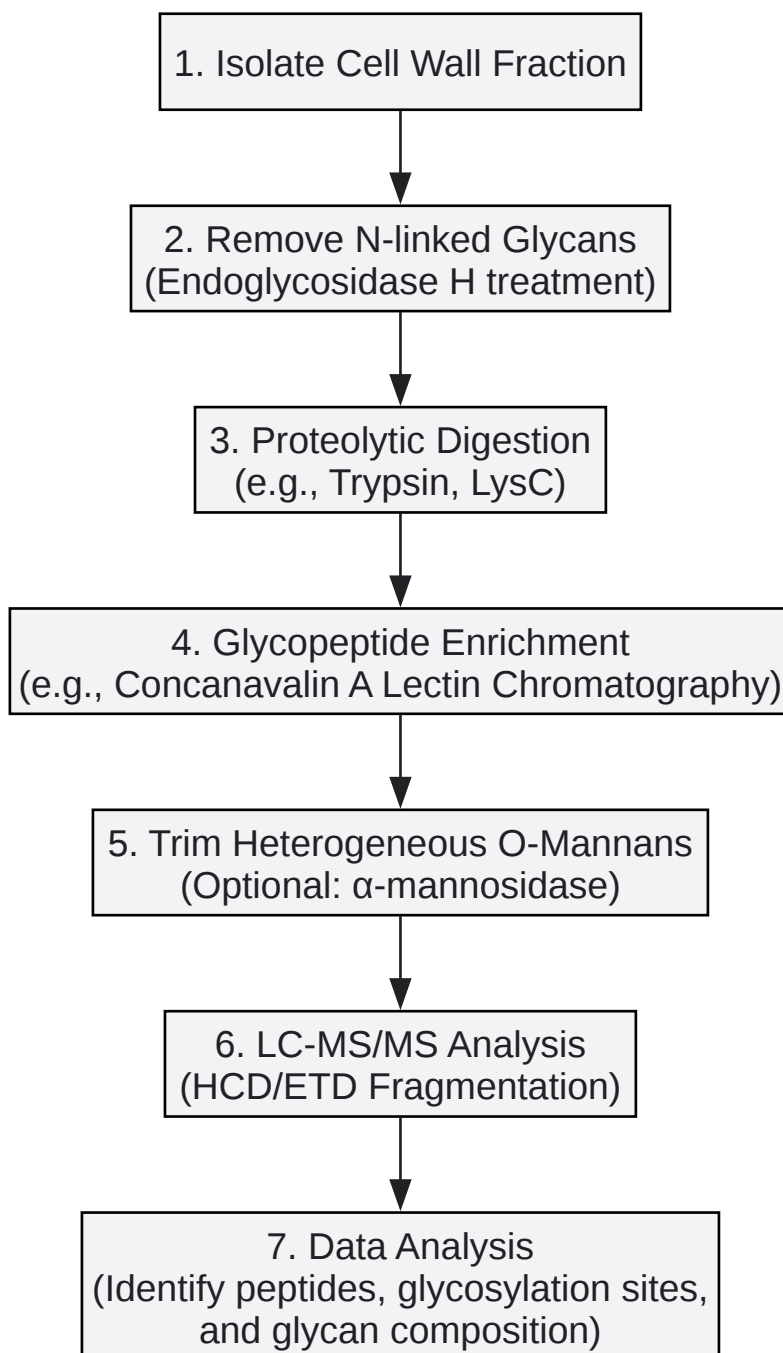 1. Isolate Cell Wall Fraction
2. Remove N-linked Glycans
(Endoglycosidase H treatment)
3. Proteolytic Digestion
(e.g., Trypsin, LysC)
4. Glycopeptide Enrichment
(e.g., Concanavalin A Lectin Chromatography)
5. Trim Heterogeneous O-Mannans
(Optional: α-mannosidase)
6. LC-MS/MS Analysis
(HCD/ETD Fragmentation)
7. Data Analysis
(Identify peptides, glycosylation sites,
and glycan composition)